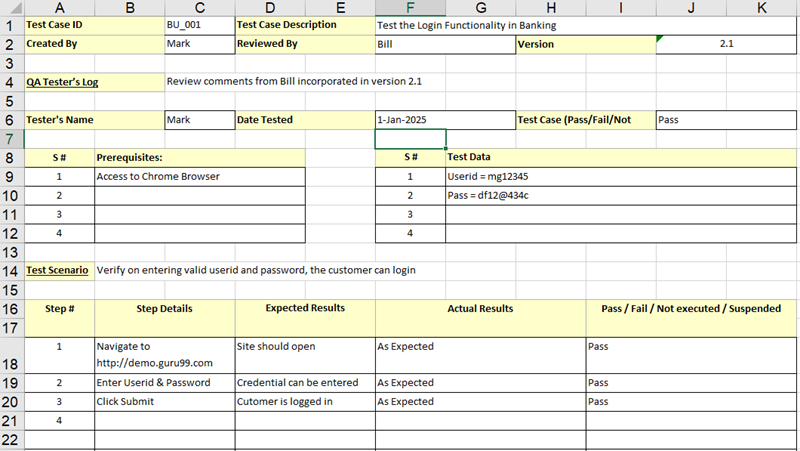 A B C D E F G H I J K
1 Test Case ID BU_001 Test Case Description Test the Login Functionality in Banking
2 Created By Mark Reviewed By Bill Version 2.1
3
4 QA Tester's Log Review comments from Bill incorporated in version 2.1
5
6 Tester's Name Mark Date Tested 1-Jan-2025 Test Case (Pass/Fail/Not Pass
7
8 S # Prerequisites: S # Test Data
9 1 Access to Chrome Browser 1 Userid = mg12345
10 2 2 Pass = df12@434c
11 3 3
12 4 4
13
14 Test Scenario Verify on entering valid userid and password, the customer can login
15
16 Step # Step Details Expected Results Actual Results Pass / Fail / Not executed / Suspended
17
1 Navigate to Site should open As Expected Pass
18 http://demo.guru99.com
19 2 Enter Userid & Password Credential can be entered As Expected Pass
20 3 Click Submit Cutomer is logged in As Expected Pass
21 4
22